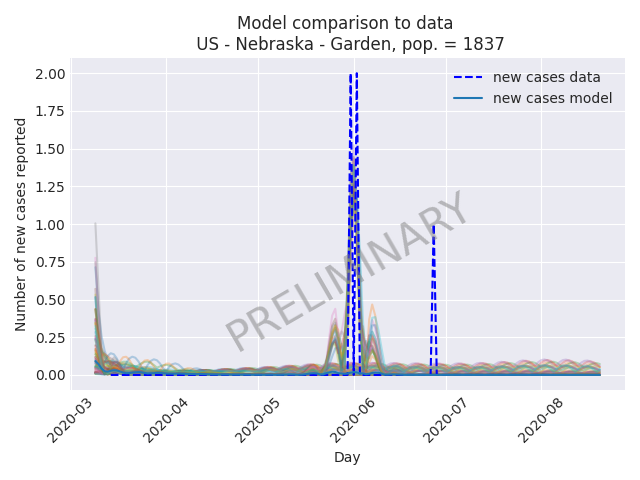 Model comparison to data
US - Nebraska - Garden, pop. = 1837
2.00
1.75
1.50
1.25
1.00
0.75
0.50
0.25
0.00
Number of new cases reported
new cases data
new cases model
PRELIMINARY
2020-03
2020-04
2020-05
2020-06
2020-07
2020-08
Day